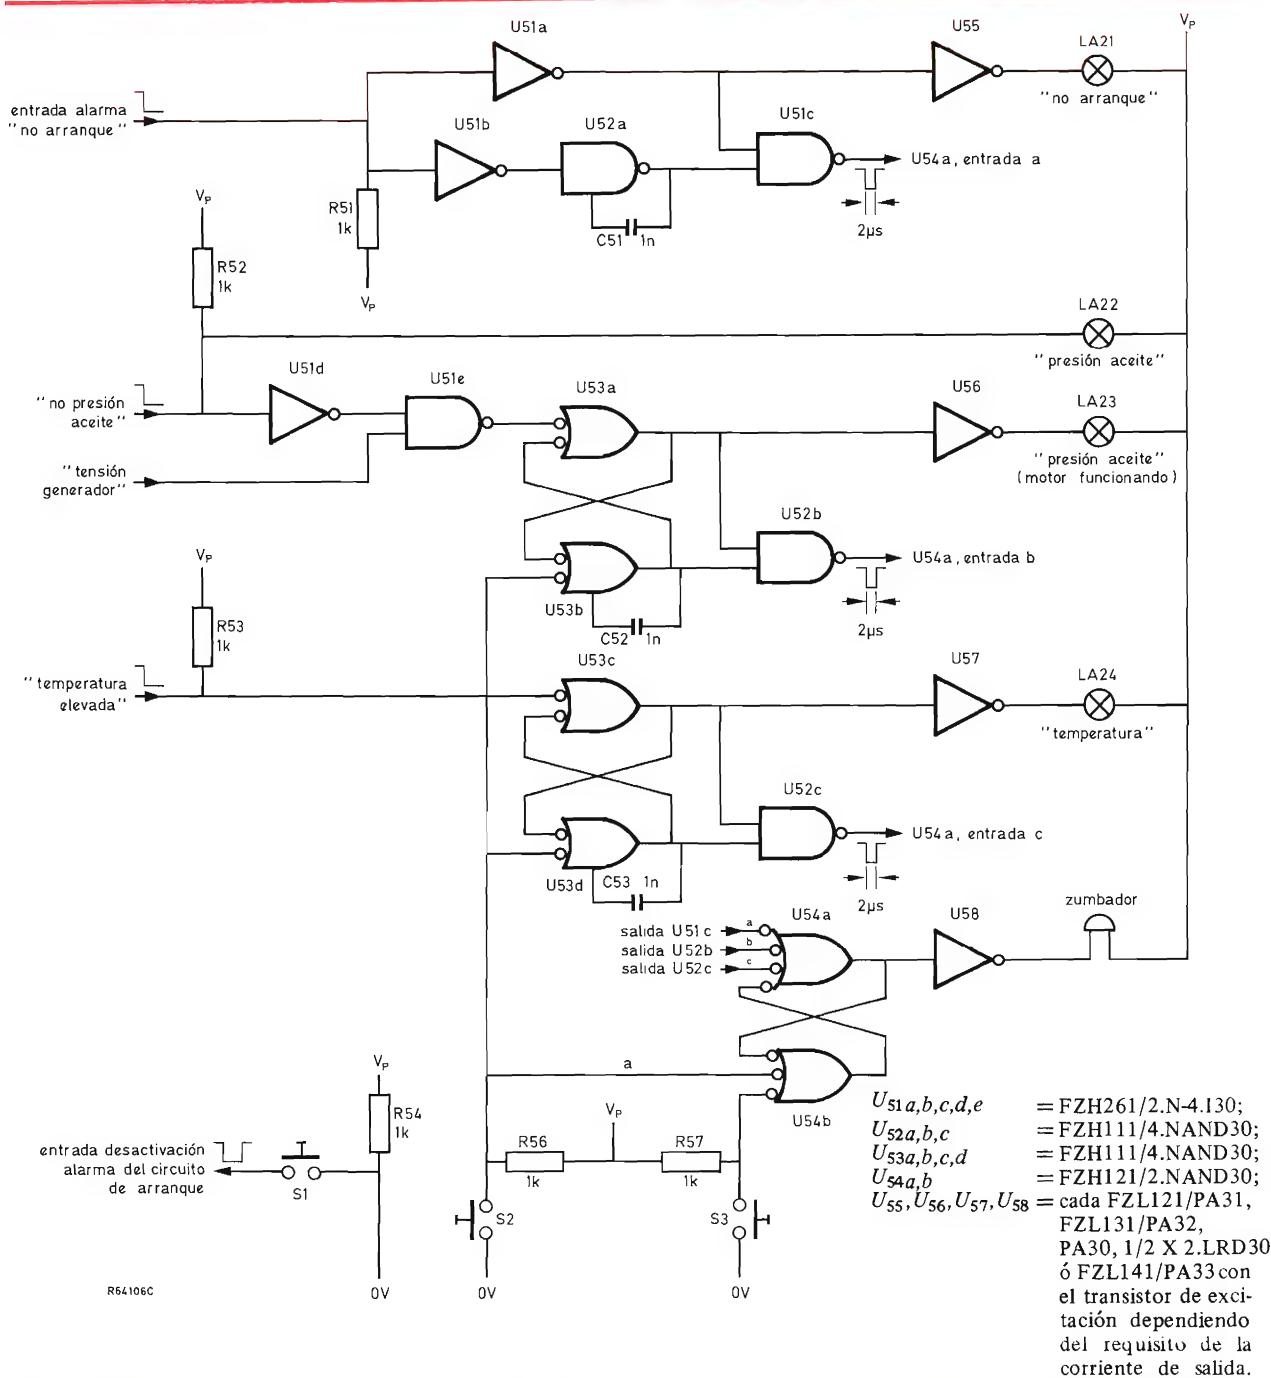 U51a
U55
Vp
LA21
"no arranque"
entrada alarma
"no arranque"
U51b
U52a
U51c
U54a, entrada a
2µs
C51 1n
R51
1k
Vp
Vp
R52
1k
LA22
"presión aceite"
U51d
U51e
U53a
U56
LA23
"presión aceite"
(motor funcionando)
"no presión
aceite"
"tensión
generador"
U52b
U54a, entrada b
2µs
U53b
C52 1n
Vp
R53
1k
U53c
U57
LA24
"temperatura"
"temperatura
elevada"
U52c
U54a, entrada c
2µs
U53d
C53 1n
U54a
U58
zumbador
salida U51c a
salida U52b b
salida U52c c
a
U54b
Vp
R54
1k
Vp
R56
1k
R57
1k
entrada desactivación
alarma del circuito
de arranque
S1
S2
S3
0V
0V
0V
R64106C
U51a,b,c,d,e = FZH261/2.N-4.I30;
U52a,b,c = FZH111/4.NAND30;
U53a,b,c,d = FZH111/4.NAND30;
U54a,b = FZH121/2.NAND30;
U55, U56, U57, U58 = cada FZL121/PA31,
FZL131/PA32,
PA30, 1/2 X 2.LRD30
ó FZL141/PA33 con
el transistor de exci-
tación dependiendo
del requisito de la
corriente de salida.